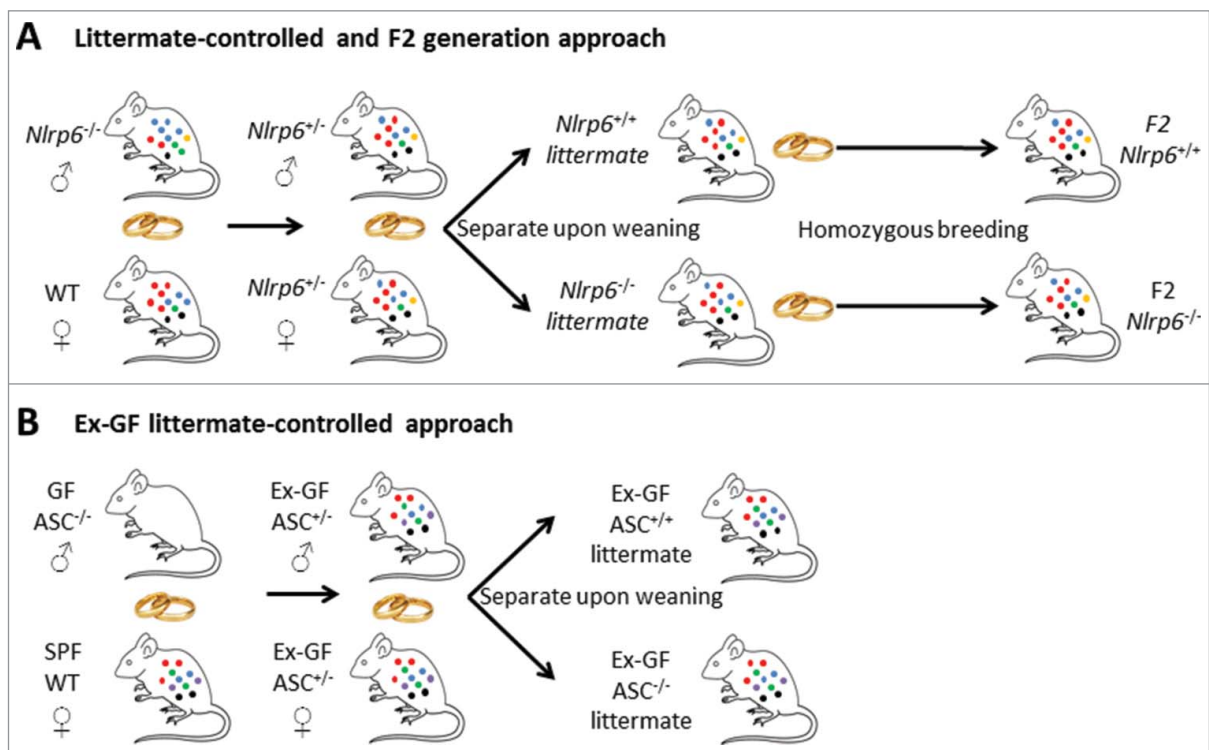 A Littermate-controlled and F2 generation approach
Nlrp6-/-
♂
WT
♀
Nlrp6+/-
♂
Nlrp6+/-
♀
Separate upon weaning
Nlrp6+/+
littermate
Nlrp6-/-
littermate
Homozygous breeding
F2
Nlrp6+/+
F2
Nlrp6-/-
B Ex-GF littermate-controlled approach
GF
ASC-/-
♂
SPF
WT
♀
Ex-GF
ASC+/-
♂
Ex-GF
ASC+/-
♀
Separate upon weaning
Ex-GF
ASC+/+
littermate
Ex-GF
ASC-/-
littermate